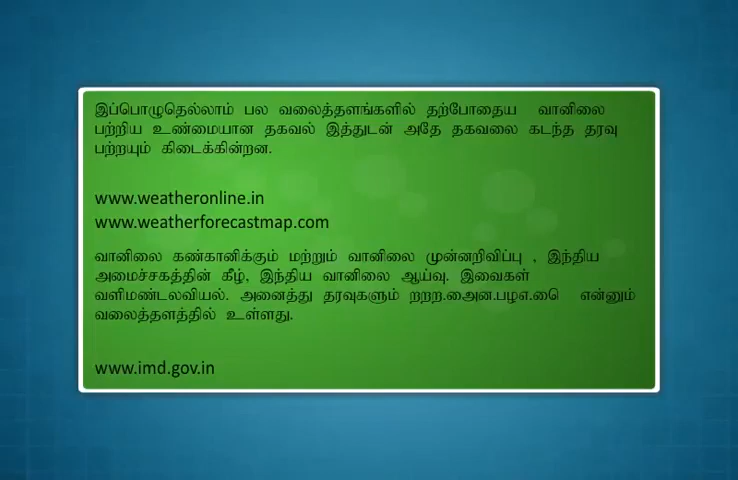 இப்பொழுதெல்லாம் பல வலைத்தளங்களில் தற்போதைய வானிலை
பற்றிய உண்மையான தகவல் இத்துடன் அதே தகவலை கடந்த தரவு
பற்றயும் கிடைக்கின்றன.
www.weatheronline.in
www.weatherforecastmap.com
வானிலை கண்கானிக்கும் மற்றும் வானிலை முன்னறிவிப்பு , இந்திய
அமைச்சகத்தின் கீழ், இந்திய வானிலை ஆய்வு. இவைகள்
வளிமண்டலவியல். அனைத்து தரவுகளும் றறற.அைன.பழஎ.ைெ என்னும்
வலைத்தளத்தில் உள்ளது.
www.imd.gov.in